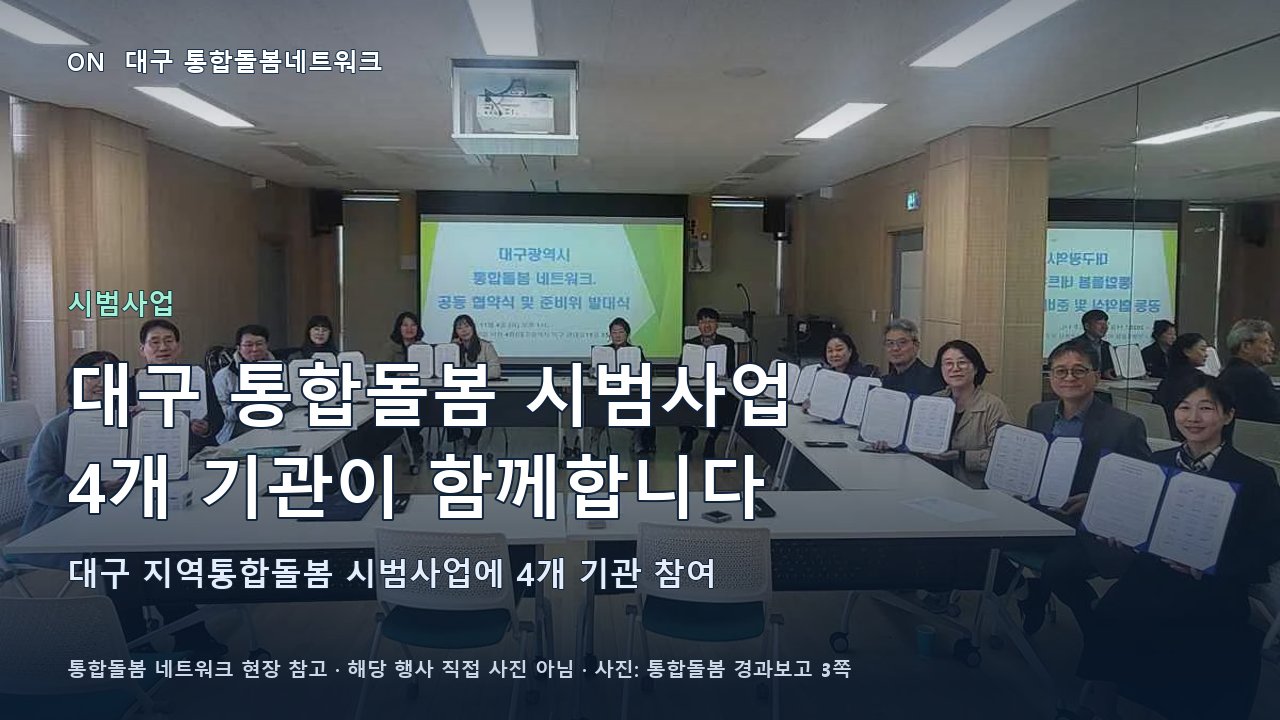 ON 대구 통합돌봄네트워크
대구광역시
통합돌봄 네트워크.
공동 협약식 및 준비위 발대식
시범사업
대구 통합돌봄 시범사업
4개 기관이 함께합니다
대구 지역통합돌봄 시범사업에 4개 기관 참여
통합돌봄 네트워크 현장 참고 · 해당 행사 직접 사진 아님 · 사진: 통합돌봄 경과보고 3쪽